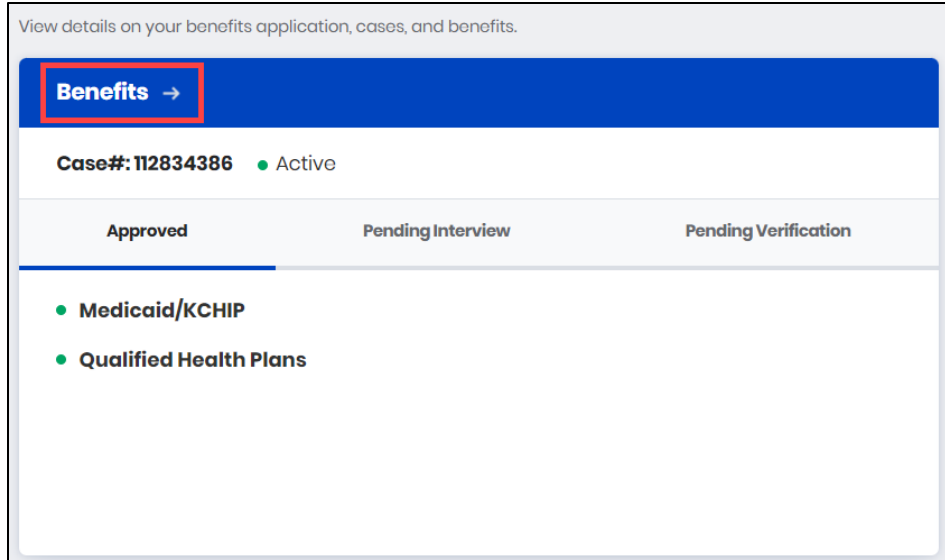 View details on your benefits application, cases, and benefits.
Benefits →
Case#: 112834386 ● Active
Approved Pending Interview Pending Verification
● Medicaid/KCHIP
● Qualified Health Plans